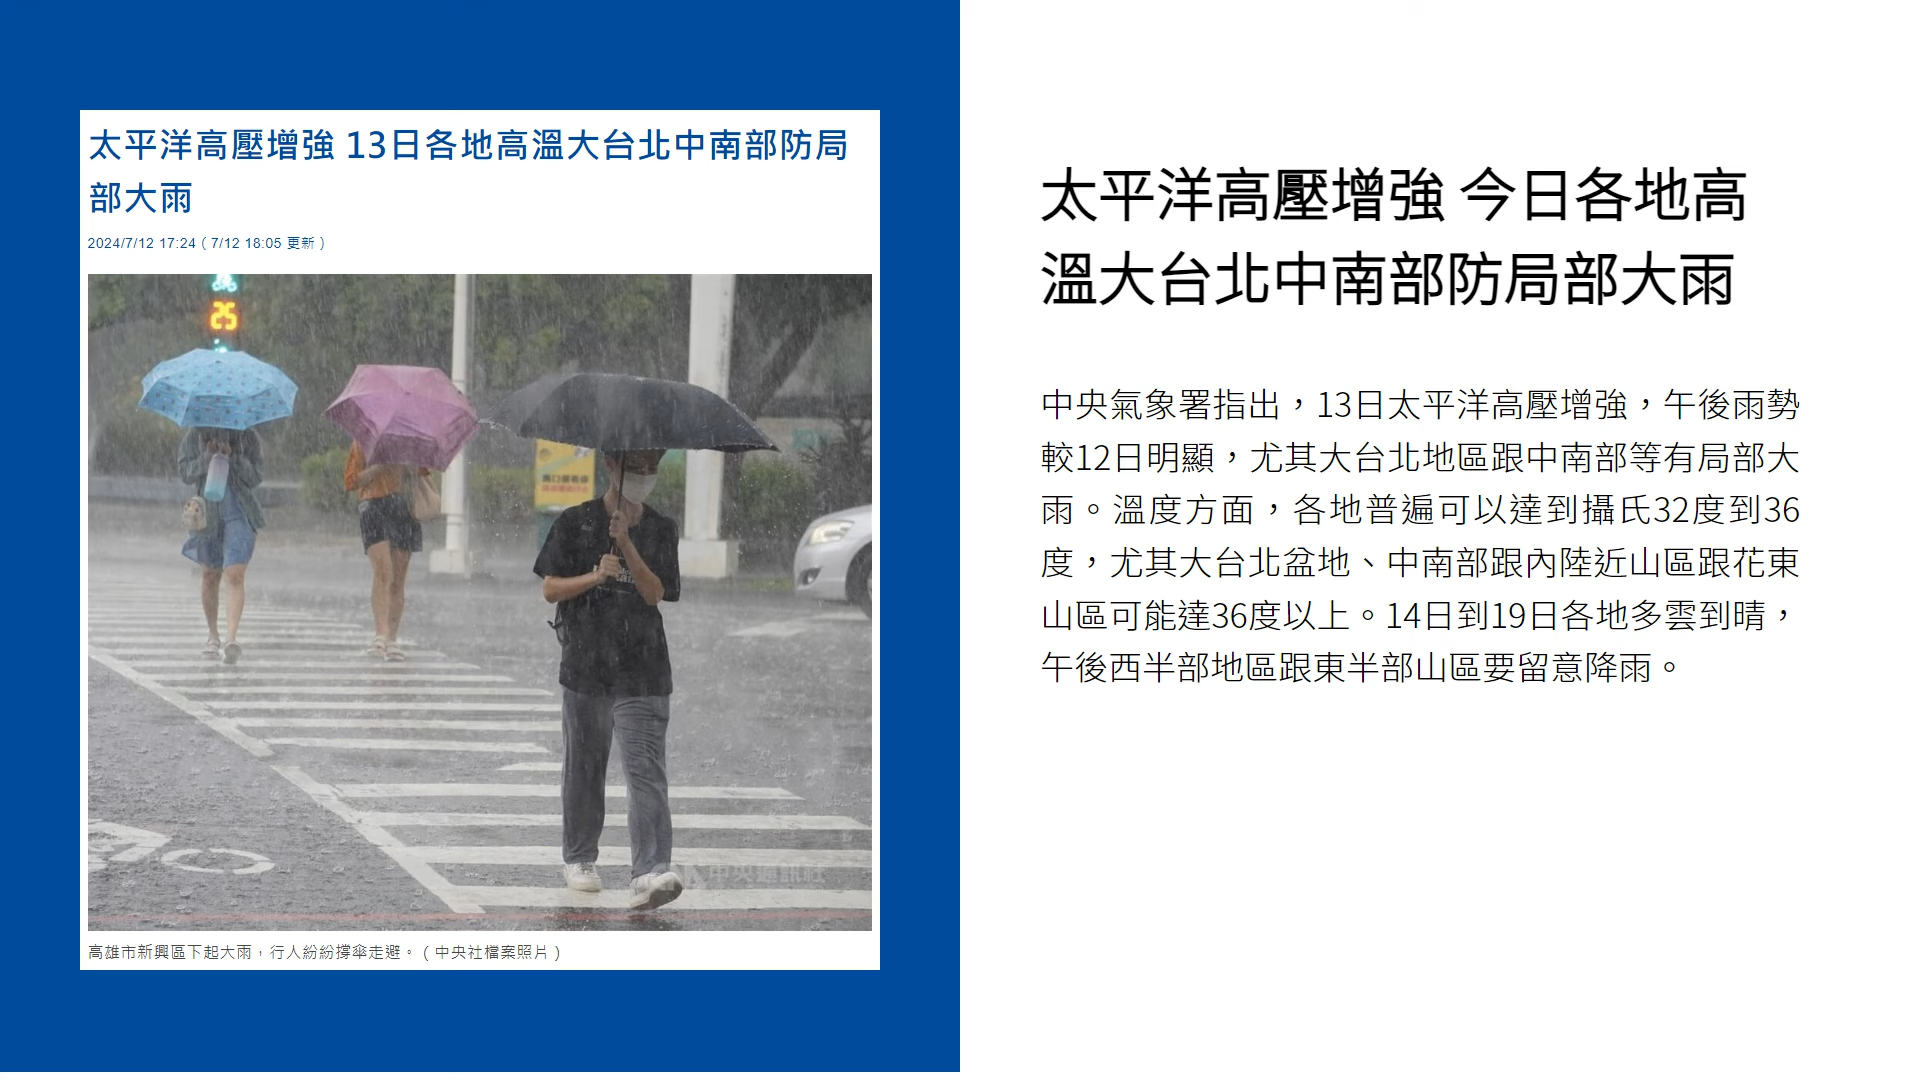 太平洋高壓增強 13日各地高溫大台北中南部防局
部大雨
2024/7/12 17:24（7/12 18:05 更新）
25
中央通訊社
高雄市新興區下起大雨，行人紛紛撐傘走避。（中央社檔案照片）
太平洋高壓增強 今日各地高
溫大台北中南部防局部大雨
中央氣象署指出，13日太平洋高壓增強，午後雨勢
較12日明顯，尤其大台北地區跟中南部等有局部大
雨。溫度方面，各地普遍可以達到攝氏32度到36
度，尤其大台北盆地、中南部跟內陸近山區跟花東
山區可能達36度以上。14日到19日各地多雲到晴，
午後西半部地區跟東半部山區要留意降雨。